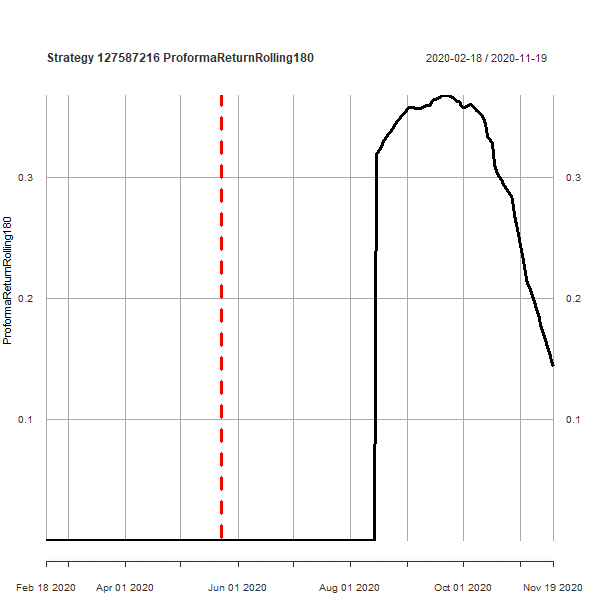 Strategy 127587216 ProformaReturnRolling180
2020-02-18 / 2020-11-19
ProformaReturnRolling180
0.3
0.3
0.2
0.2
0.1
0.1
Feb 18 2020
Apr 01 2020
Jun 01 2020
Aug 01 2020
Oct 01 2020
Nov 19 2020